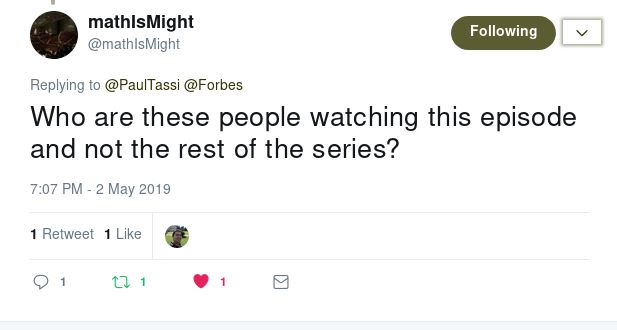 mathIsMight
@mathIsMight
Following
Replying to @PaulTassi @Forbes
Who are these people watching this episode
and not the rest of the series?
7:07 PM - 2 May 2019
1 Retweet 1 Like
1 1 1